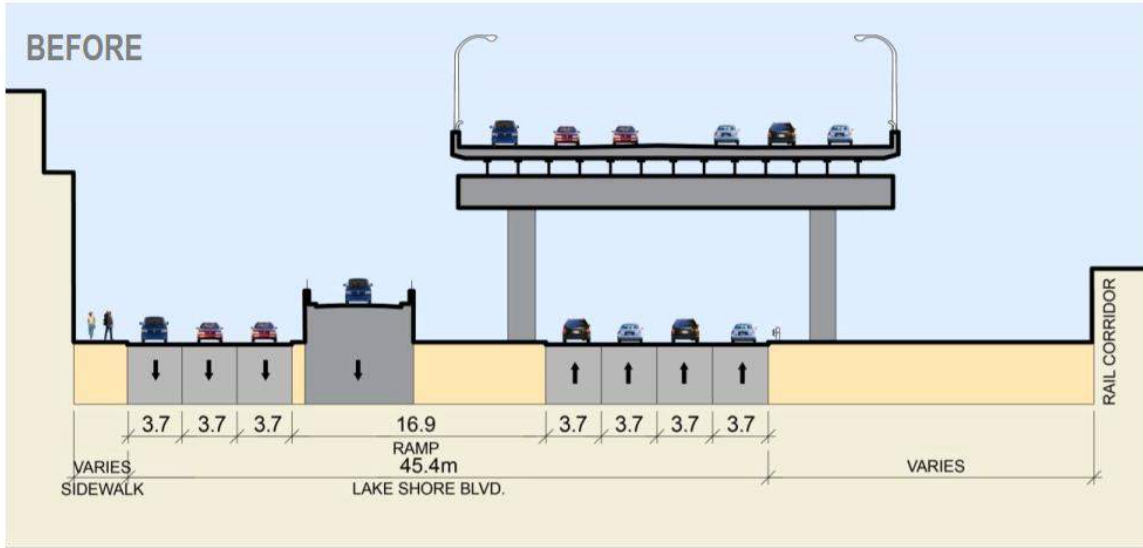 BEFORE
3.7 3.7 3.7 16.9 3.7 3.7 3.7 3.7
RAMP
VARIES 45.4m VARIES
SIDEWALK LAKE SHORE BLVD.
RAIL CORRIDOR